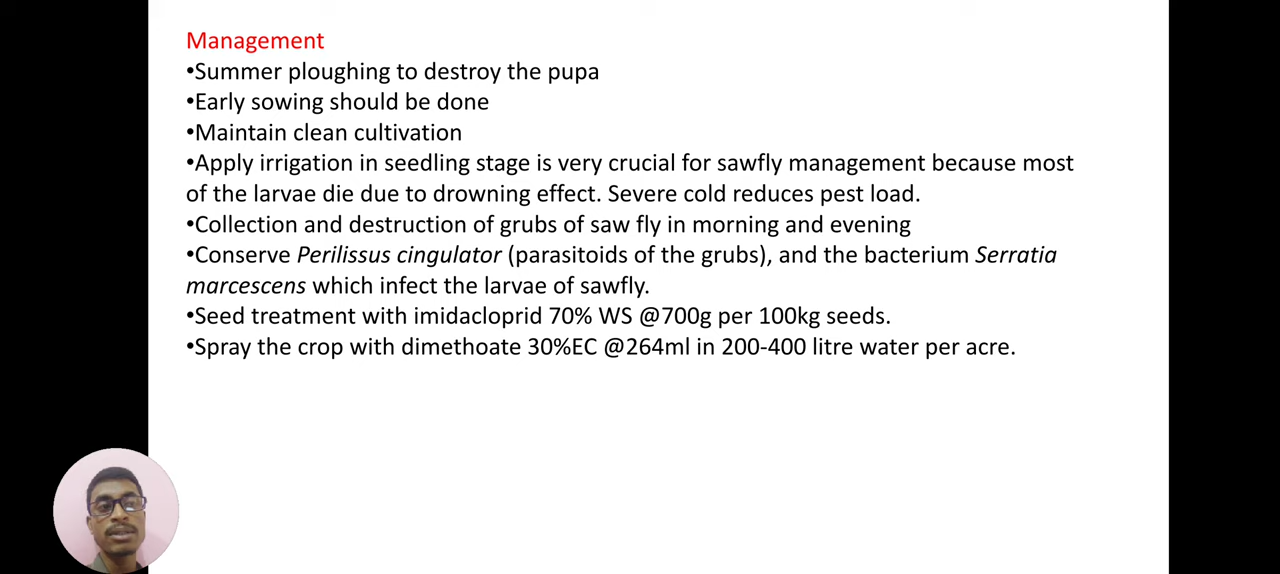 Management
•Summer ploughing to destroy the pupa
•Early sowing should be done
•Maintain clean cultivation
•Apply irrigation in seedling stage is very crucial for sawfly management because most
of the larvae die due to drowning effect. Severe cold reduces pest load.
•Collection and destruction of grubs of saw fly in morning and evening
•Conserve Perilissus cingulator (parasitoids of the grubs), and the bacterium Serratia
marcescens which infect the larvae of sawfly.
•Seed treatment with imidacloprid 70% WS @700g per 100kg seeds.
•Spray the crop with dimethoate 30%EC @264ml in 200-400 litre water per acre.